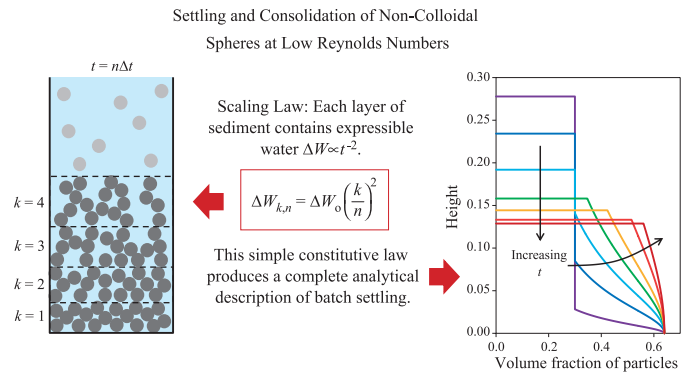 Settling and Consolidation of Non-Colloidal
Spheres at Low Reynolds Numbers
t = nΔt
k = 4
k = 3
k = 2
k = 1
Scaling Law: Each layer of
sediment contains expressible
water ΔW∝t⁻².
ΔWₖ,ₙ = ΔWₒ(k/n)²
This simple constitutive law
produces a complete analytical
description of batch settling.
Height
0.30
0.25
0.20
0.15
0.10
0.05
0.00
Increasing
t
0.0 0.2 0.4 0.6
Volume fraction of particles